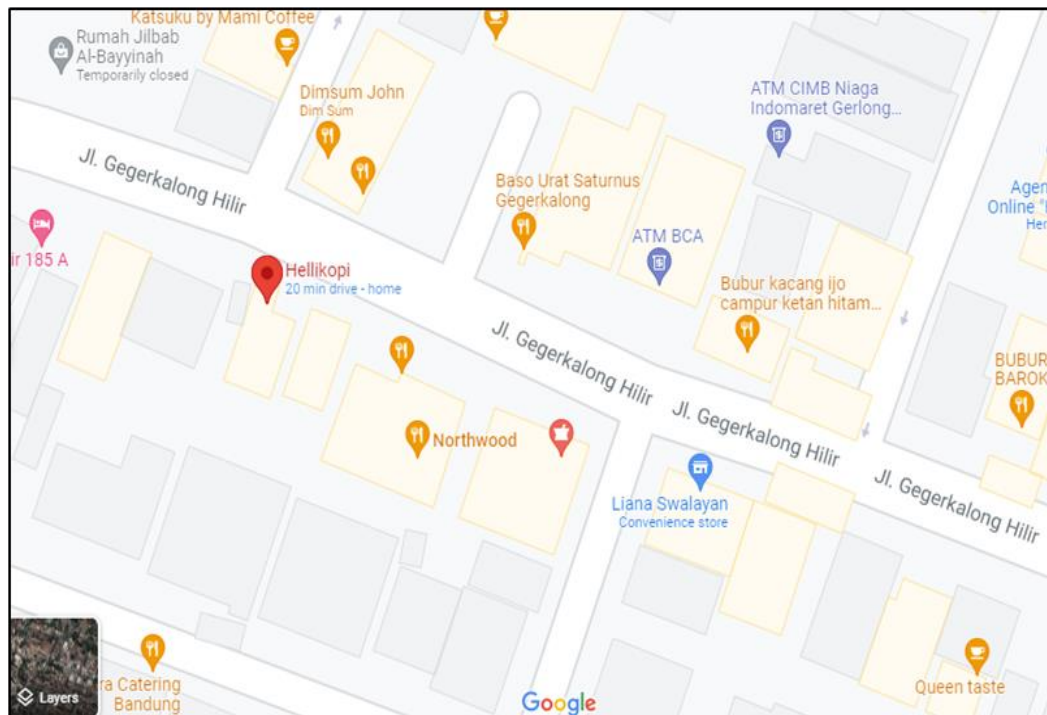 Katsuku by Mami Coffee
Rumah Jilbab
Al-Bayyinah
Temporarily closed
Dimsum John
Dim Sum
ATM CIMB Niaga
Indomaret Gerlong...
Jl. Gegerkalong Hilir
Baso Urat Saturnus
Gegerkalong
Agen
Online "I
Her
ir 185 A
ATM BCA
Hellikopi
20 min drive - home
Bubur kacang ijo
campur ketan hitam...
Jl. Gegerkalong Hilir
BUBUR
BAROK
Jl. Gegerkalong Hilir
Northwood
Jl. Gegerkalong Hilir
Liana Swalayan
Convenience store
Layers
ra Catering
Bandung
Google
Queen taste